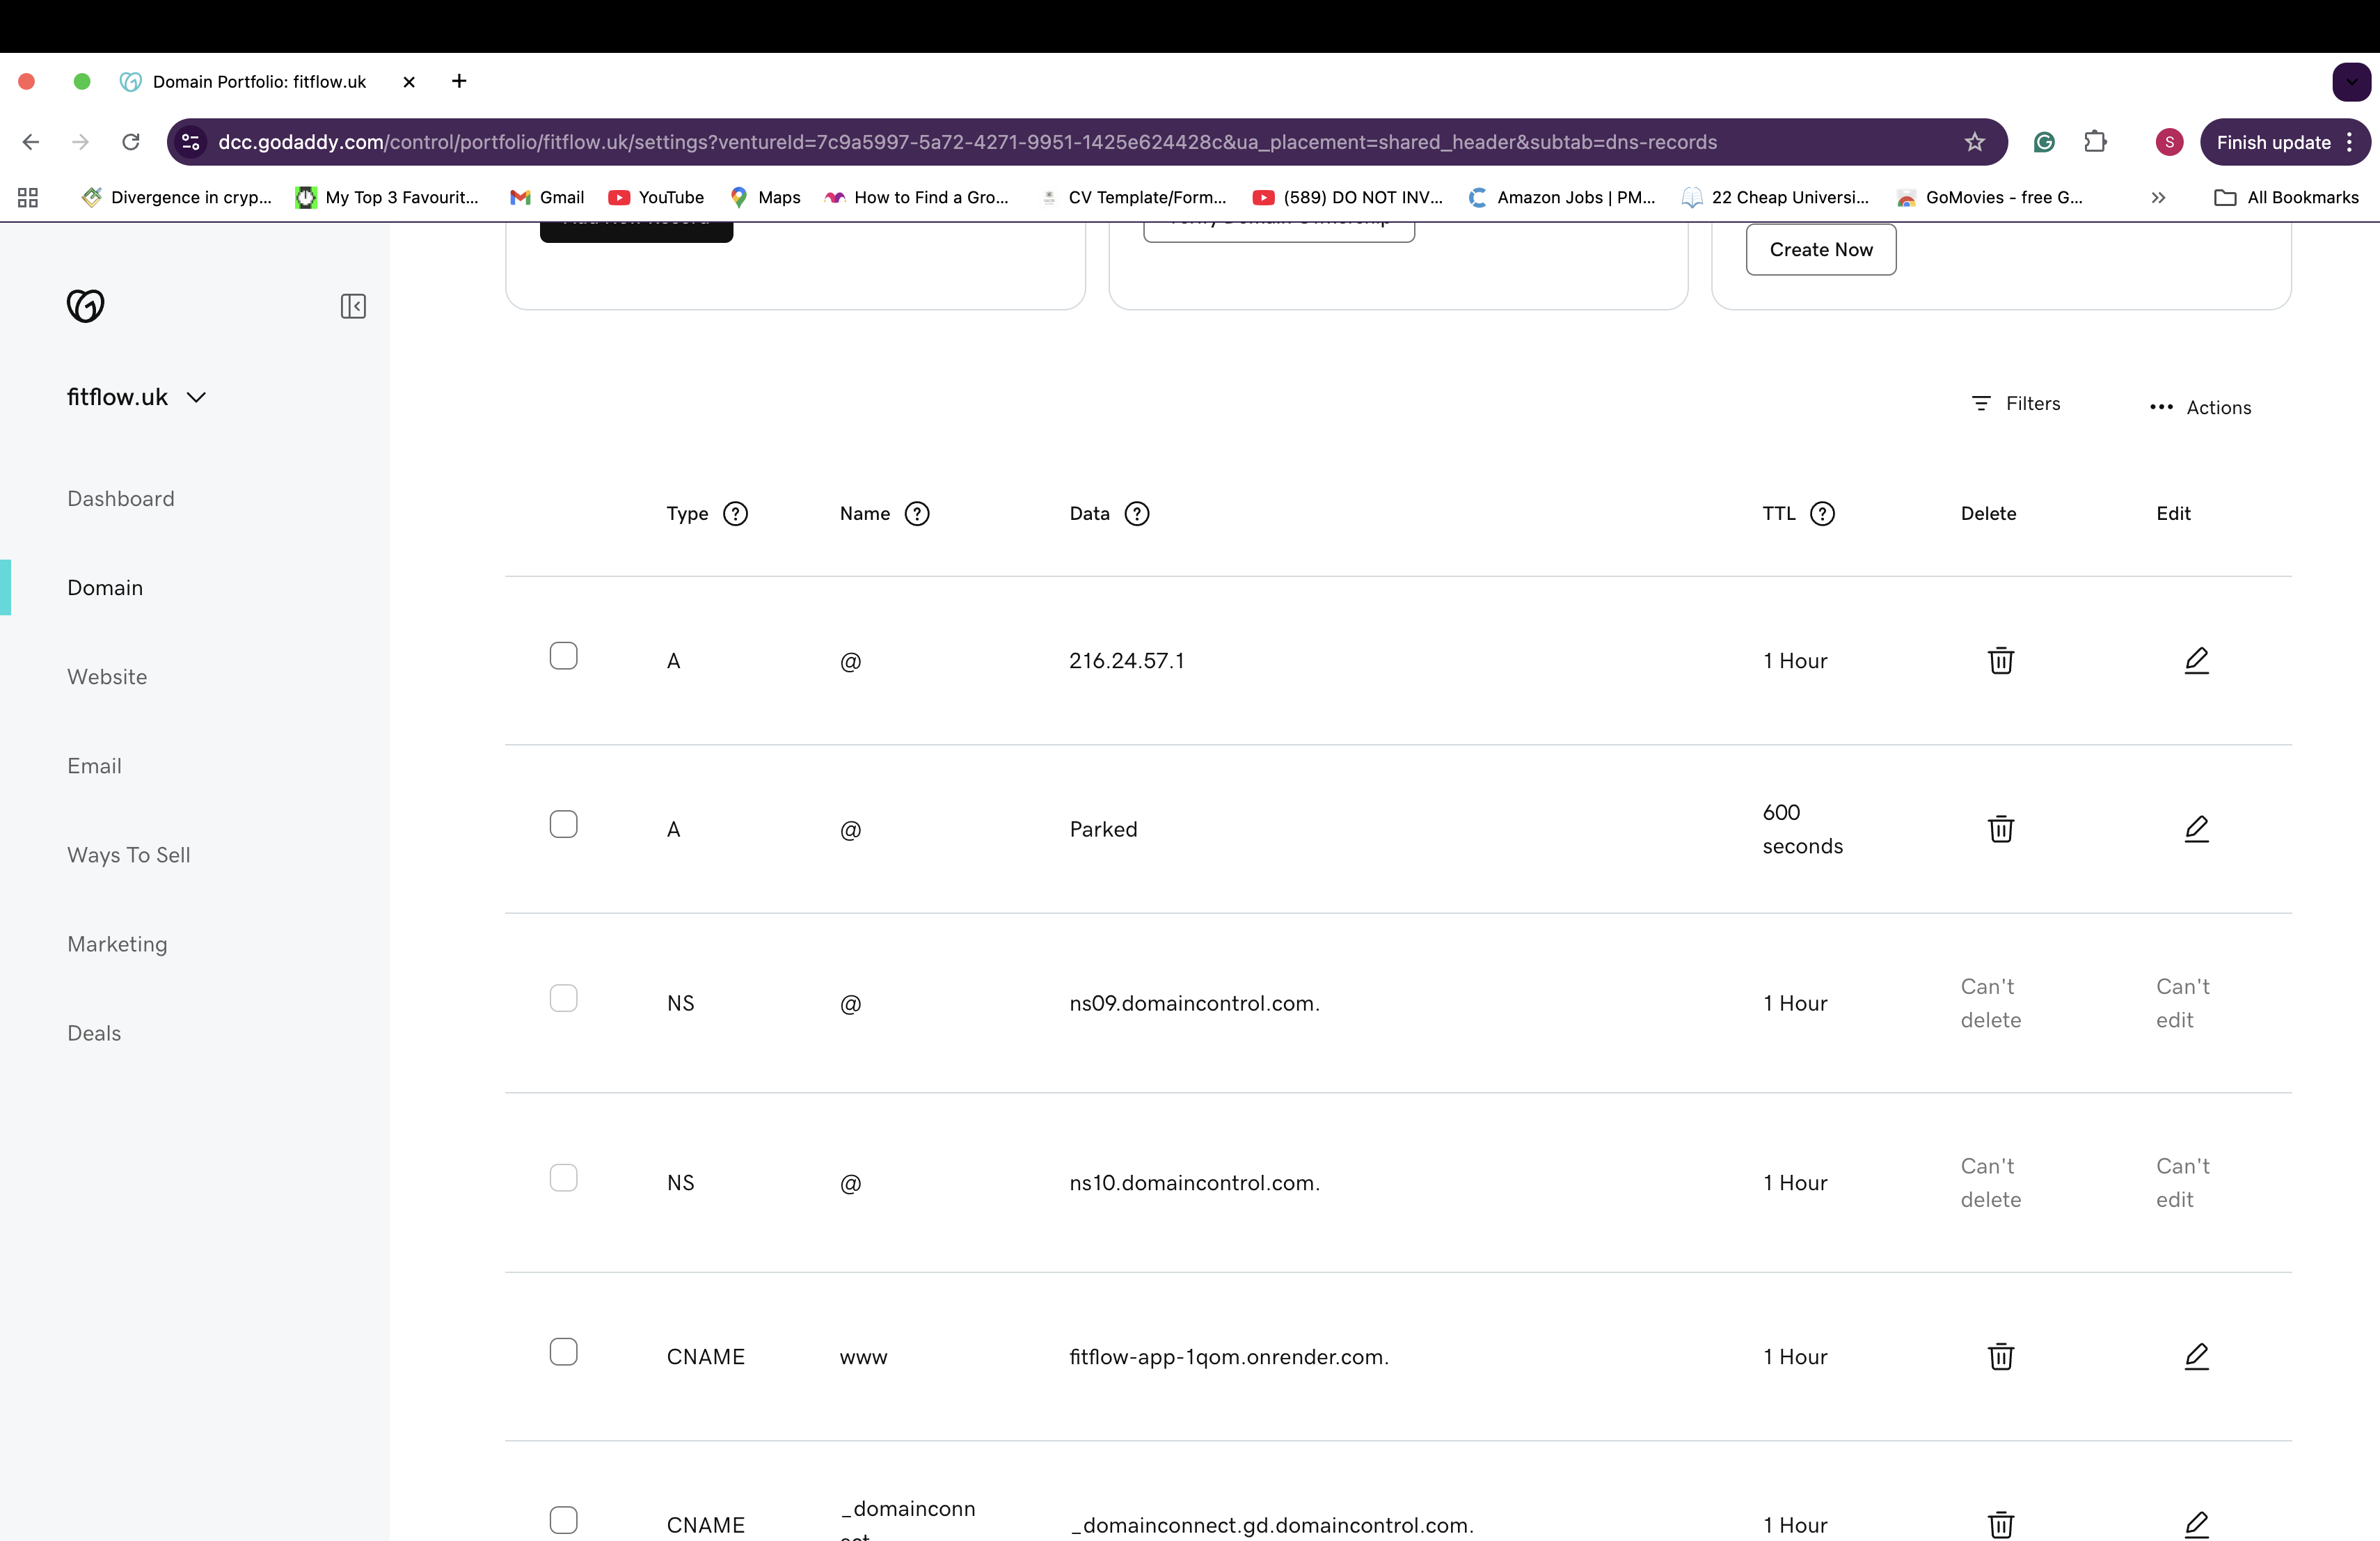 Domain Portfolio: fitflow.uk
dcc.godaddy.com/control/portfolio/fitflow.uk/settings?ventureId=7c9a5997-5a72-4271-9951-1425e624428c&ua_placement=shared_header&subtab=dns-records
S
Finish update
Divergence in cryp...
My Top 3 Favourit...
Gmail
YouTube
Maps
How to Find a Gro...
CV Template/Form...
(589) DO NOT INV...
Amazon Jobs | PM...
22 Cheap Universi...
GoMovies - free G...
All Bookmarks
Create Now
fitflow.uk
Dashboard
Domain
Website
Email
Ways To Sell
Marketing
Deals
Filters
Actions
Type ? Name ? Data ? TTL ? Delete Edit
A @ 216.24.57.1 1 Hour
A @ Parked 600 seconds
NS @ ns09.domaincontrol.com. 1 Hour Can't delete Can't edit
NS @ ns10.domaincontrol.com. 1 Hour Can't delete Can't edit
CNAME www fitflow-app-1qom.onrender.com. 1 Hour
CNAME _domainconn _domainconnect.gd.domaincontrol.com. 1 Hour